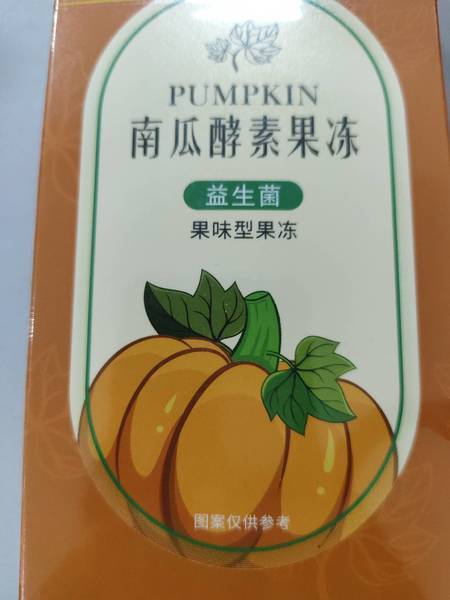 PUMPKIN
南瓜酵素果冻
益生菌
果味型果冻
图案仅供参考